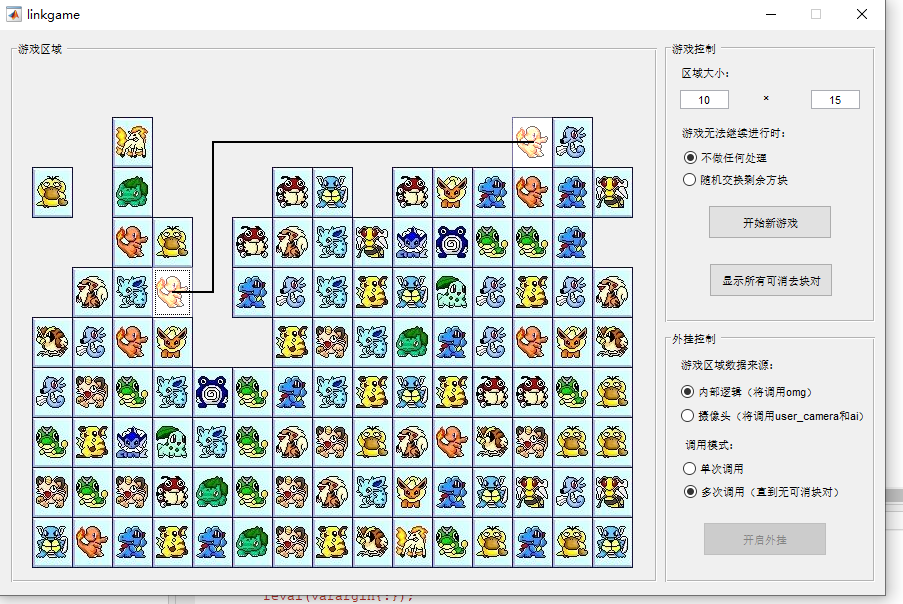 linkgame
游戏区域
游戏控制
区域大小:
10 × 15
游戏无法继续进行时:
不做任何处理
随机交换剩余方块
开始新游戏
显示所有可消去块对
外挂控制
游戏区域数据来源:
内部逻辑（将调用omg）
摄像头（将调用user_camera和ai）
调用模式:
单次调用
多次调用（直到无可消块对）
开启外挂
feval(varargin{:});